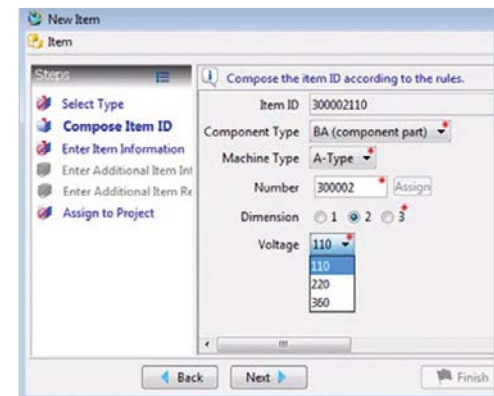 New Item
Item
Steps
Select Type
Compose Item ID
Enter Item Information
Enter Additional Item Inf
Enter Additional Item Re
Assign to Project
Compose the item ID according to the rules.
Item ID 300002110
Component Type BA (component part)
Machine Type A-Type
Number 300002 Assign
Dimension 1 2 3
Voltage 110
110
220
360
Back Next Finish